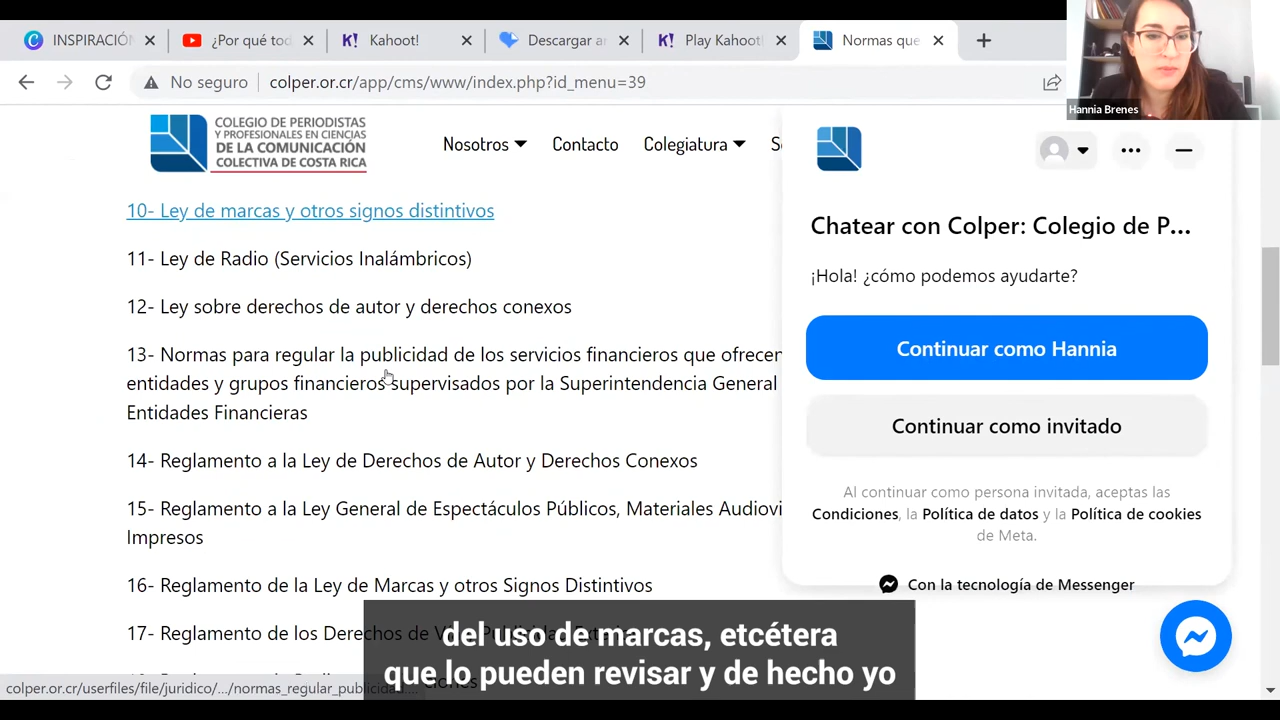 INSPIRACIÓN
¿Por qué tod
Kahoot!
Descargar ar
Play Kahoot!
Normas que
No seguro
colper.or.cr/app/cms/www/index.php?id_menu=39
Hannia Brenes
COLEGIO DE PERIODISTAS
Y PROFESIONALES EN CIENCIAS
DE LA COMUNICACIÓN
COLECTIVA DE COSTA RICA
Nosotros
Contacto
Colegiatura
10- Ley de marcas y otros signos distintivos
11- Ley de Radio (Servicios Inalámbricos)
12- Ley sobre derechos de autor y derechos conexos
13- Normas para regular la publicidad de los servicios financieros que ofrecen
entidades y grupos financieros supervisados por la Superintendencia General
Entidades Financieras
14- Reglamento a la Ley de Derechos de Autor y Derechos Conexos
15- Reglamento a la Ley General de Espectáculos Públicos, Materiales Audiovi
Impresos
16- Reglamento de la Ley de Marcas y otros Signos Distintivos
17- Reglamento de los Derechos de
Chatear con Colper: Colegio de P...
¡Hola! ¿cómo podemos ayudarte?
Continuar como Hannia
Continuar como invitado
Al continuar como persona invitada, aceptas las
Condiciones, la Política de datos y la Política de cookies
de Meta.
Con la tecnología de Messenger
del uso de marcas, etcétera
que lo pueden revisar y de hecho yo
colper.or.cr/userfiles/file/juridico/.../normas_regular_publicidad....